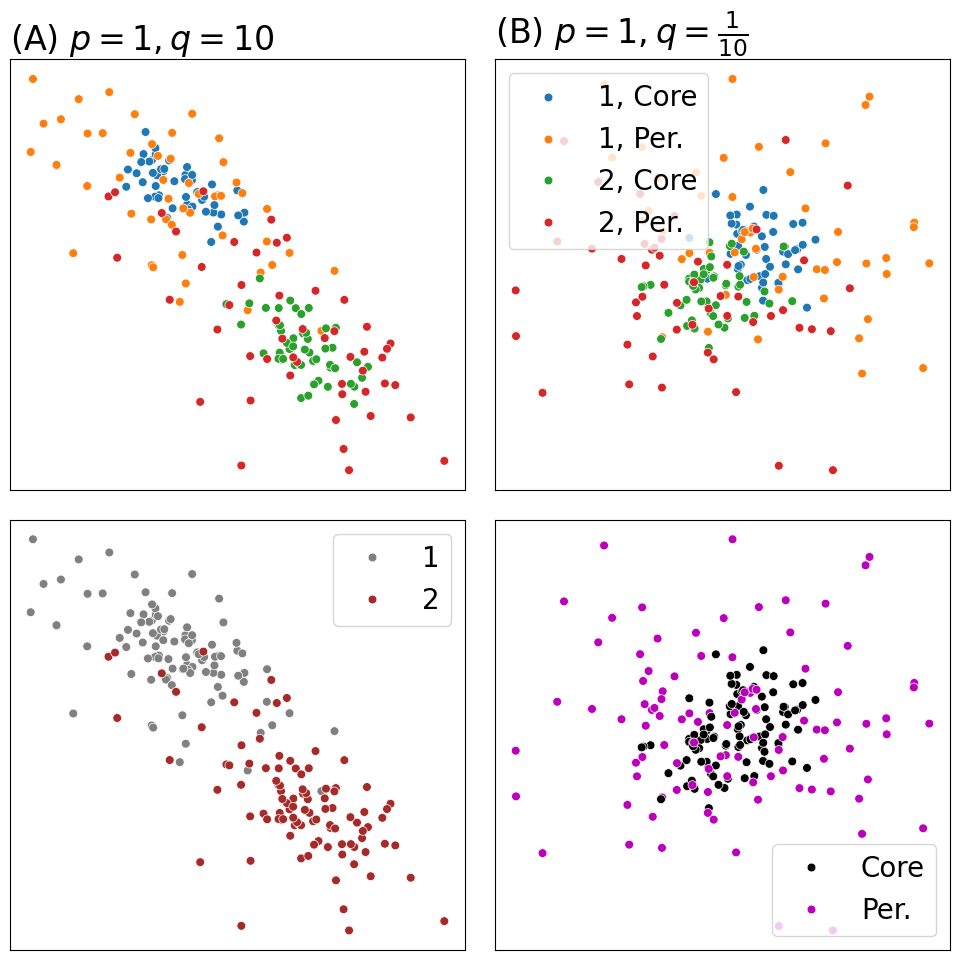 (A) p = 1, q = 10
(B) p = 1, q = 1/10
1, Core
1, Per.
2, Core
2, Per.
1
2
Core
Per.